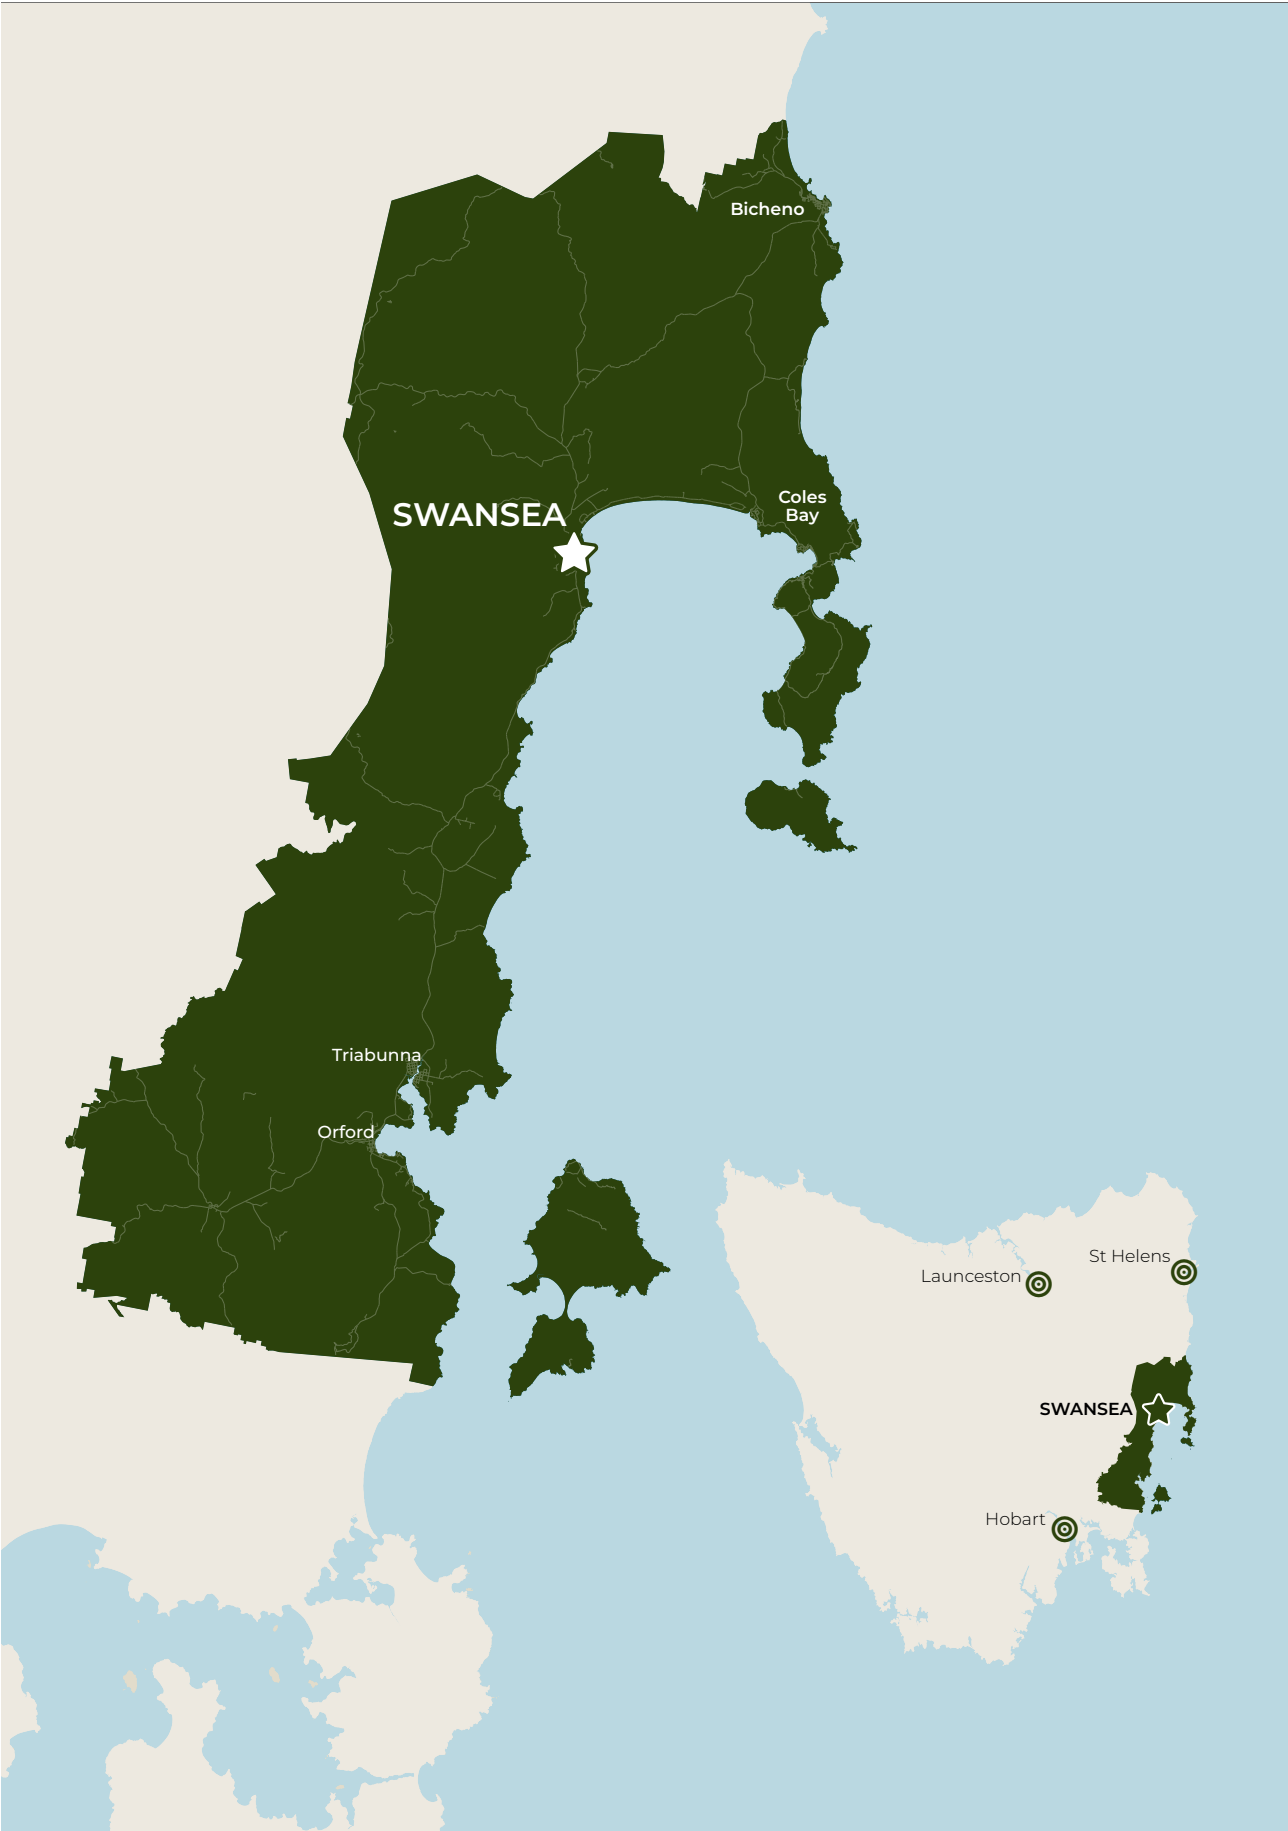 Bicheno
Coles
Bay
SWANSEA
Triabunna
Orford
St Helens
Launceston
SWANSEA
Hobart